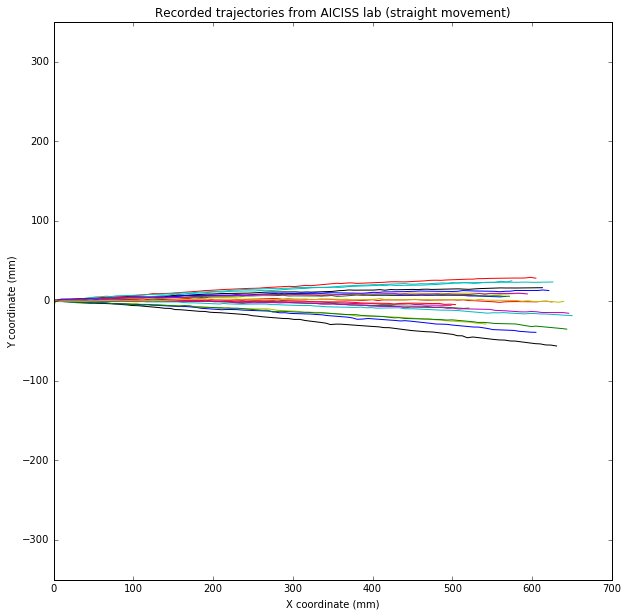 Recorded trajectories from AICISS lab (straight movement)
300
200
100
0
−100
−200
−300
Y coordinate (mm)
0 100 200 300 400 500 600 700
X coordinate (mm)